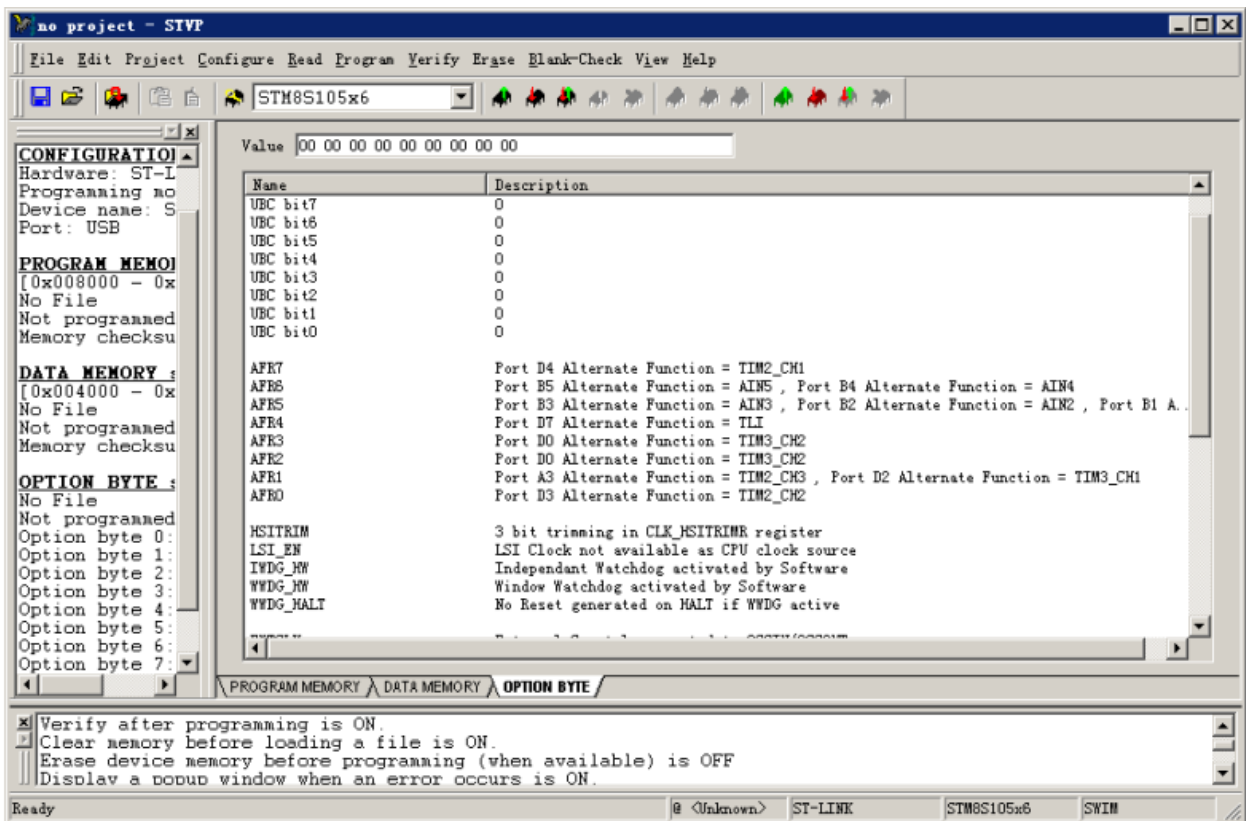 no project - STVP
File Edit Project Configure Read Program Verify Erase Blank-Check View Help
STM8S105x6
CONFIGURATIO
Hardware: ST-L
Programming mo
Device name: S
Port: USB
PROGRAM MEMO
[0x008000 - 0x
No File
Not programmed
Memory checksu
DATA MEMORY s
[0x004000 - 0x
No File
Not programmed
Memory checksu
OPTION BYTE s
No File
Not programmed
Option byte 0:
Option byte 1:
Option byte 2:
Option byte 3:
Option byte 4:
Option byte 5:
Option byte 6:
Option byte 7:
Value 00 00 00 00 00 00 00 00 00
Name Description
UBC bit7 0
UBC bit6 0
UBC bit5 0
UBC bit4 0
UBC bit3 0
UBC bit2 0
UBC bit1 0
UBC bit0 0
AFR7 Port D4 Alternate Function = TIM2_CH1
AFR6 Port B5 Alternate Function = AIN5 , Port B4 Alternate Function = AIN4
AFR5 Port B3 Alternate Function = AIN3 , Port B2 Alternate Function = AIN2 , Port B1 A..
AFR4 Port D7 Alternate Function = TLI
AFR3 Port D0 Alternate Function = TIM3_CH2
AFR2 Port D0 Alternate Function = TIM3_CH2
AFR1 Port A3 Alternate Function = TIM2_CH3 , Port D2 Alternate Function = TIM3_CH1
AFR0 Port D3 Alternate Function = TIM2_CH2
HSITRIM 3 bit trimming in CLK_HSITRIMR register
LSI_EN LSI Clock not available as CPU clock source
IWDG_HW Independant Watchdog activated by Software
WWDG_HW Window Watchdog activated by Software
WWDG_HALT No Reset generated on HALT if WWDG active
PROGRAM MEMORY DATA MEMORY OPTION BYTE
Verify after programming is ON.
Clear memory before loading a file is ON.
Erase device memory before programming (when available) is OFF
Display a popup window when an error occurs is ON.
Ready @ <Unknown> ST-LINK STM8S105x6 SWIM